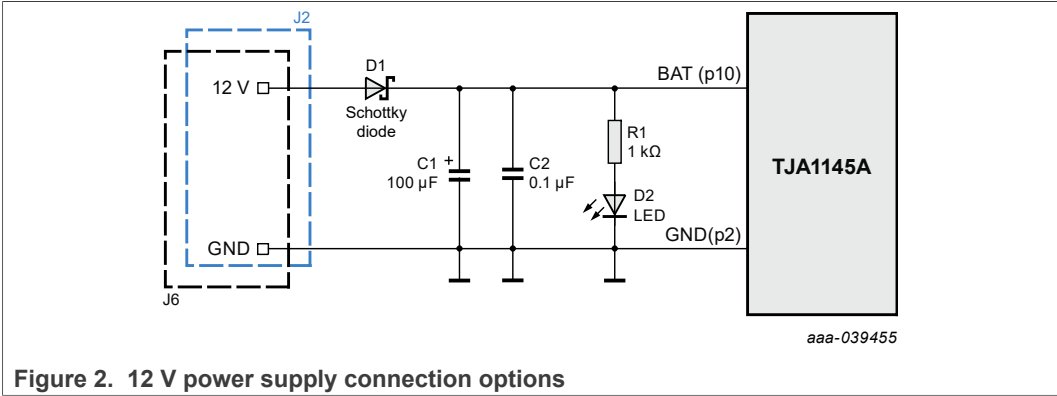 J2
D1
12 V
BAT (p10)
Schottky
diode
R1
1 kΩ
TJA1145A
C1 +
100 µF
C2
0.1 µF
D2
LED
GND
GND(p2)
J6
aaa-039455
Figure 2. 12 V power supply connection options